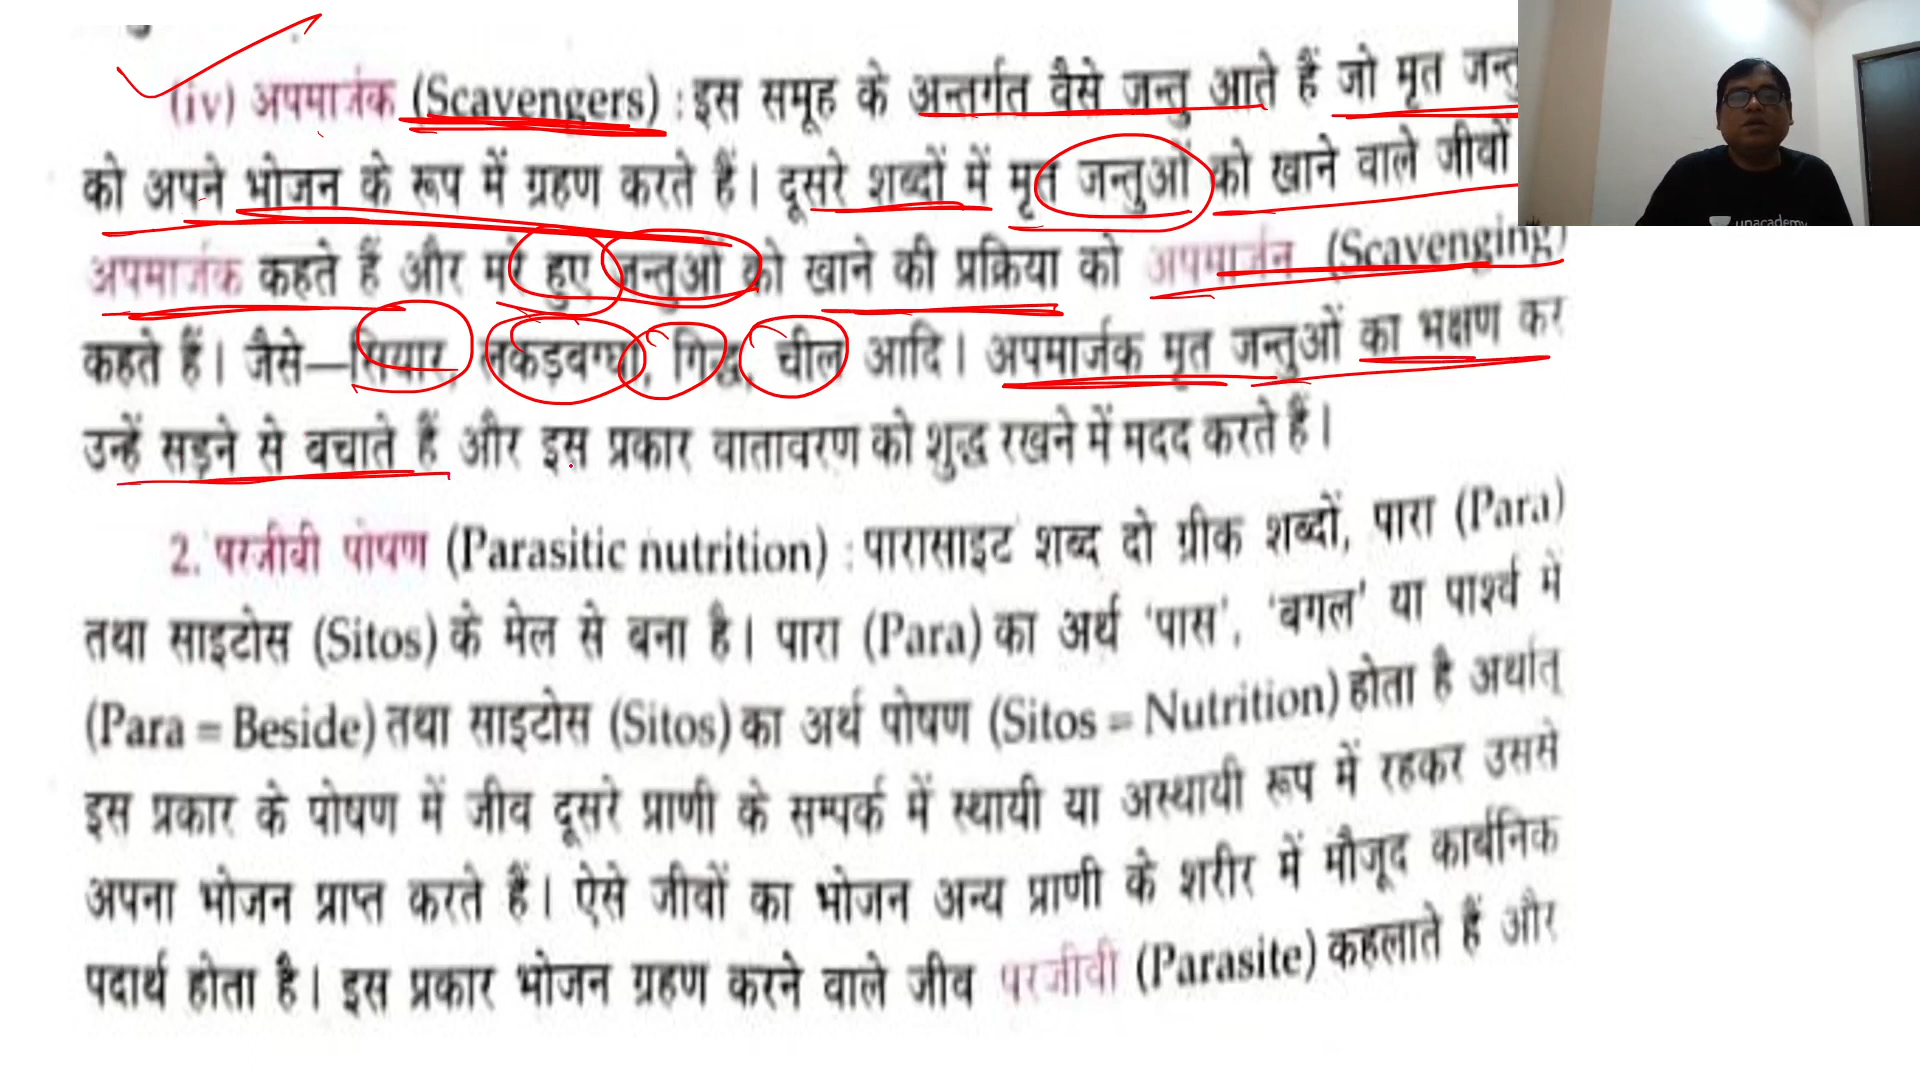 (iv) अपमार्जक (Scavengers) : इस समूह के अन्तर्गत वैसे जन्तु आते हैं जो मृत
को अपने भोजन के रूप में ग्रहण करते हैं। दूसरे शब्दों में मृत जन्तुओं को खाने वाले जीवों
अपमार्जक कहते हैं और मरे हुए जन्तुओं को खाने की प्रक्रिया को अपमार्जन (Scavenging)
कहते हैं। जैसे—सियार, लकड़बग्घा, गिद्ध, चील आदि। अपमार्जक मृत जन्तुओं का भक्षण कर
उन्हें सड़ने से बचाते हैं और इस प्रकार वातावरण को शुद्ध रखने में मदद करते हैं।
2. परजीवी पोषण (Parasitic nutrition) : पारासाइट शब्द दो ग्रीक शब्दों, पारा (Para)
तथा साइटोस (Sitos) के मेल से बना है। पारा (Para) का अर्थ 'पास', 'बगल' या पार्श्व में
(Para = Beside) तथा साइटोस (Sitos) का अर्थ पोषण (Sitos = Nutrition) होता है अर्थात्
इस प्रकार के पोषण में जीव दूसरे प्राणी के सम्पर्क में स्थायी या अस्थायी रूप में रहकर उससे
अपना भोजन प्राप्त करते हैं। ऐसे जीवों का भोजन अन्य प्राणी के शरीर में मौजूद कार्बनिक
पदार्थ होता है। इस प्रकार भोजन ग्रहण करने वाले जीव परजीवी (Parasite) कहलाते हैं और
unacademy